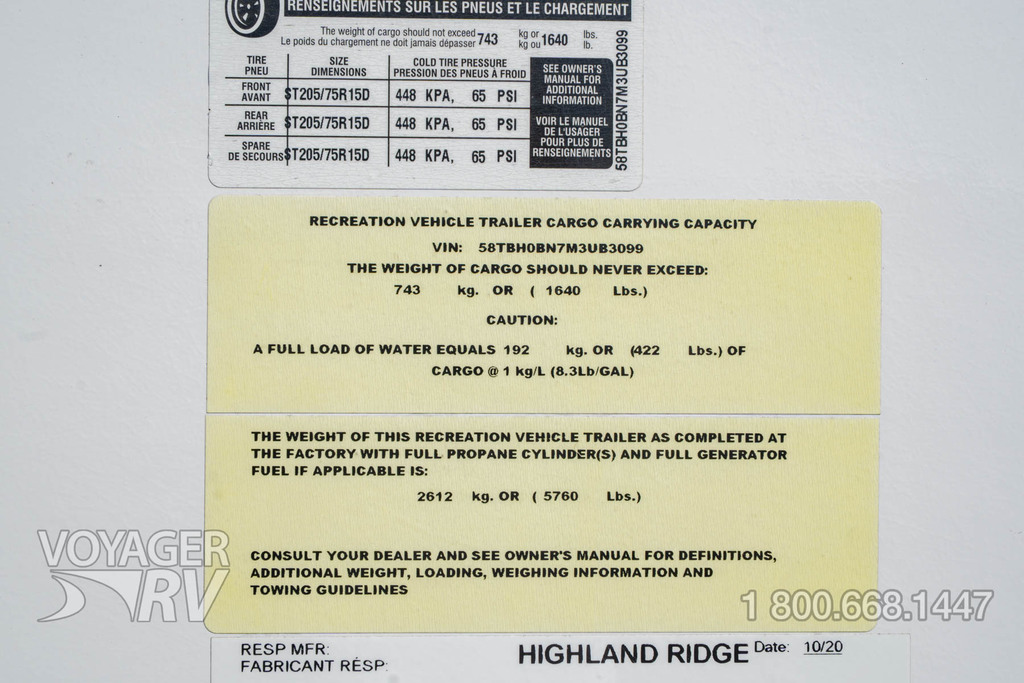 RENSEIGNEMENTS SUR LES PNEUS ET LE CHARGEMENT
The weight of cargo should not exceed 743 kg or 1640 lbs.
Le poids du chargement ne doit jamais dépasser kg ou lb.
TIRE SIZE COLD TIRE PRESSURE
PNEU DIMENSIONS PRESSION DES PNEUS À FROID
FRONT
AVANT ST205/75R15D 448 KPA, 65 PSI
REAR
ARRIÈRE ST205/75R15D 448 KPA, 65 PSI
SPARE
DE SECOURS ST205/75R15D 448 KPA, 65 PSI
SEE OWNER'S
MANUAL FOR
ADDITIONAL
INFORMATION
VOIR LE MANUEL
DE L'USAGER
POUR PLUS DE
RENSEIGNEMENTS
58TBH0BN7M3UB3099
RECREATION VEHICLE TRAILER CARGO CARRYING CAPACITY
VIN: 58TBH0BN7M3UB3099
THE WEIGHT OF CARGO SHOULD NEVER EXCEED:
743 kg. OR ( 1640 Lbs.)
CAUTION:
A FULL LOAD OF WATER EQUALS 192 kg. OR (422 Lbs.) OF
CARGO @ 1 kg/L (8.3Lb/GAL)
THE WEIGHT OF THIS RECREATION VEHICLE TRAILER AS COMPLETED AT
THE FACTORY WITH FULL PROPANE CYLINDER(S) AND FULL GENERATOR
FUEL IF APPLICABLE IS:
2612 kg. OR ( 5760 Lbs.)
CONSULT YOUR DEALER AND SEE OWNER'S MANUAL FOR DEFINITIONS,
ADDITIONAL WEIGHT, LOADING, WEIGHING INFORMATION AND
TOWING GUIDELINES
VOYAGER
RV
1 800.668.1447
RESP MFR:
FABRICANT RÉSP:
HIGHLAND RIDGE Date: 10/20